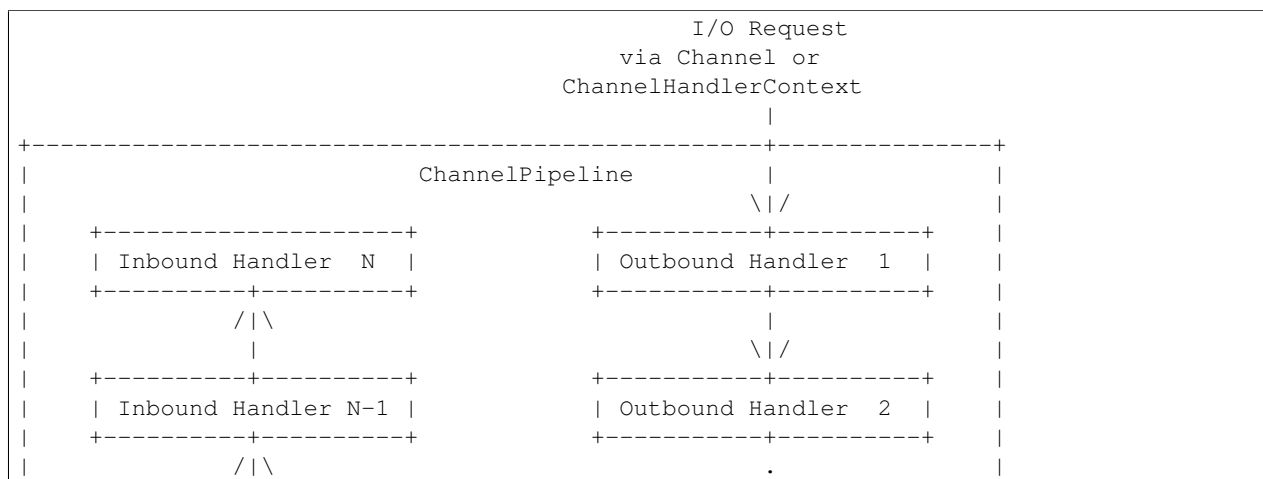 I/O Request
                                          via Channel or
                                      ChannelHandlerContext
                                                    |
+---------------------------------------------------+---------------+
|                           ChannelPipeline         |               |
|                                                  \|/              |
|    +---------------------+            +-----------+----------+    |
|    | Inbound Handler  N  |            | Outbound Handler  1  |    |
|    +----------+----------+            +-----------+----------+    |
|              /|\                                  |               |
|               |                                  \|/              |
|    +----------+----------+            +-----------+----------+    |
|    | Inbound Handler N-1 |            | Outbound Handler  2  |    |
|    +----------+----------+            +-----------+----------+    |
|              /|\                                  .               |